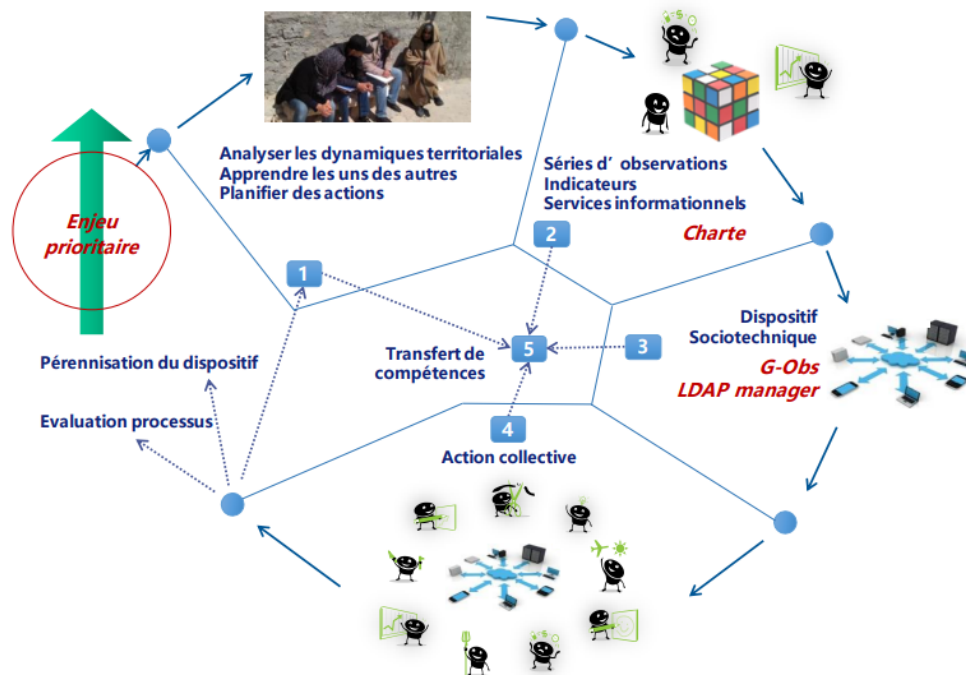 Enjeu
prioritaire
Analyser les dynamiques territoriales
Apprendre les uns des autres
Planifier des actions
Séries d’ observations
Indicateurs
Services informationnels
Charte
1
2
3
4
5
Transfert de
compétences
Dispositif
Sociotechnique
G-Obs
LDAP manager
Pérennisation du dispositif
Evaluation processus
Action collective